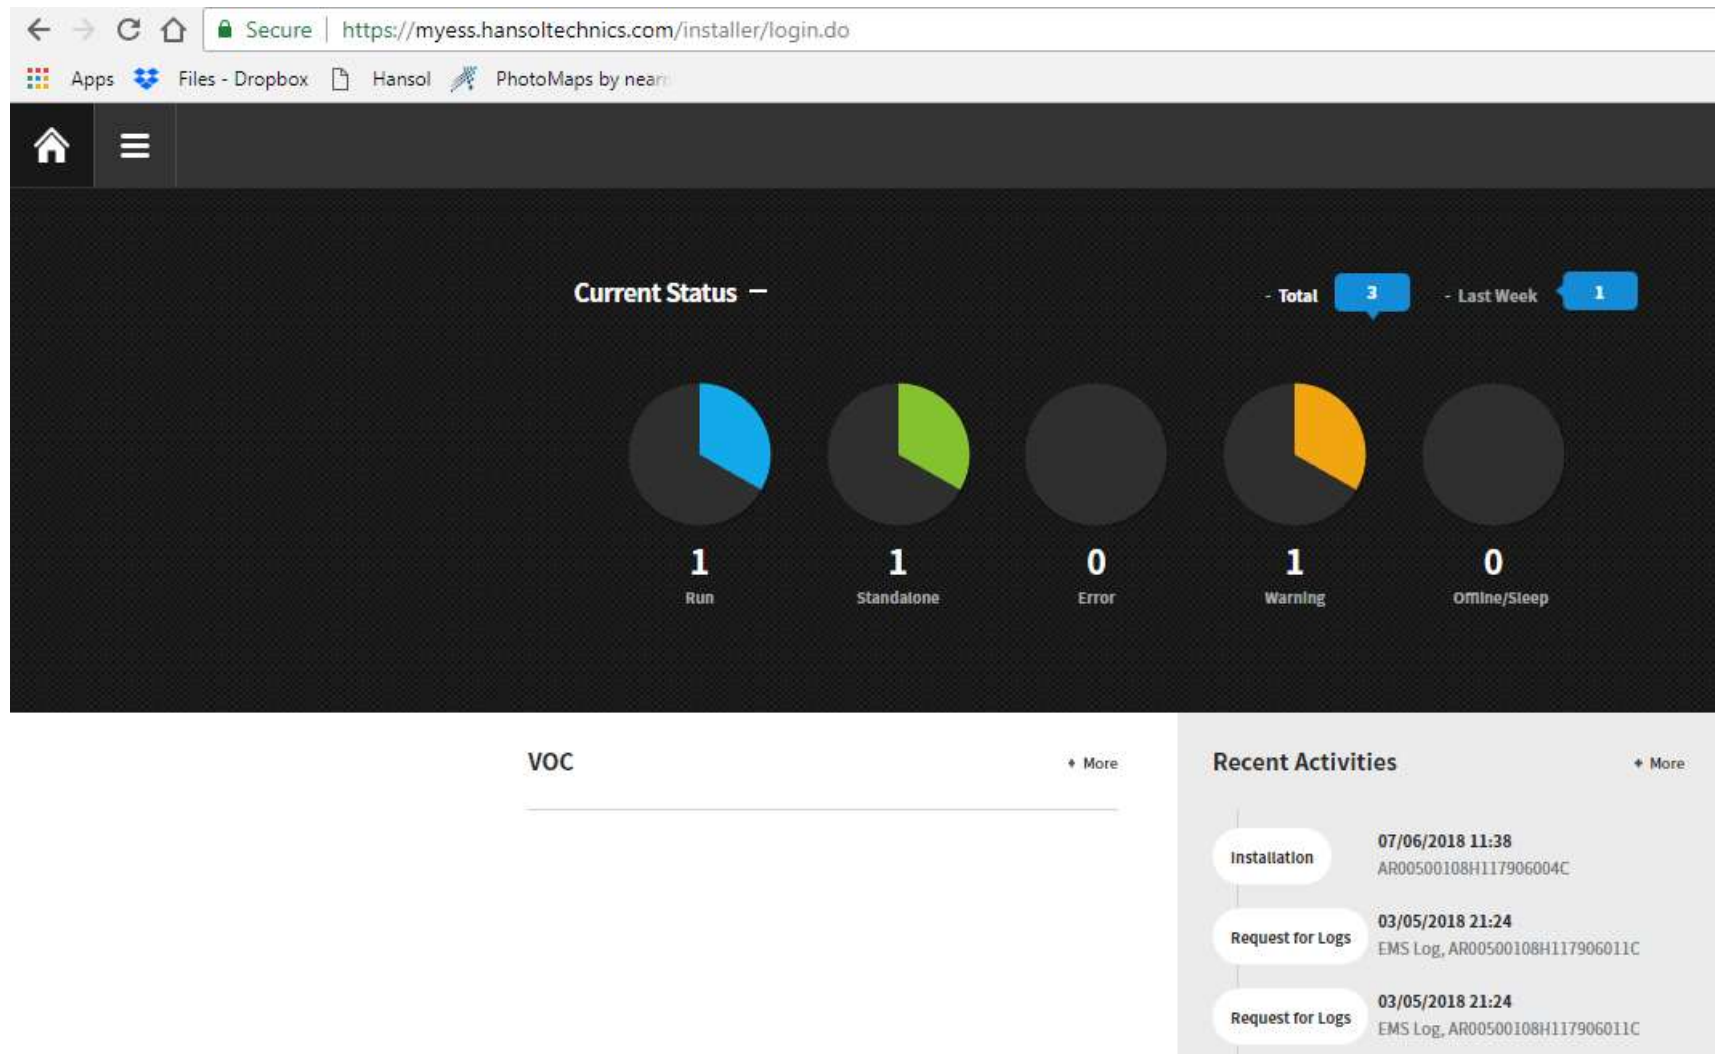 Secure | https://myess.hansoltechnics.com/installer/login.do
Apps Files - Dropbox Hansol PhotoMaps by nearm
Current Status
- Total 3 - Last Week 1
1 1 0 1 0
Run Standalone Error Warning Offline/Sleep
VOC + More
Recent Activities + More
Installation 07/06/2018 11:38
AR00500108H117906004C
Request for Logs 03/05/2018 21:24
EMS Log, AR00500108H117906011C
Request for Logs 03/05/2018 21:24
EMS Log, AR00500108H117906011C